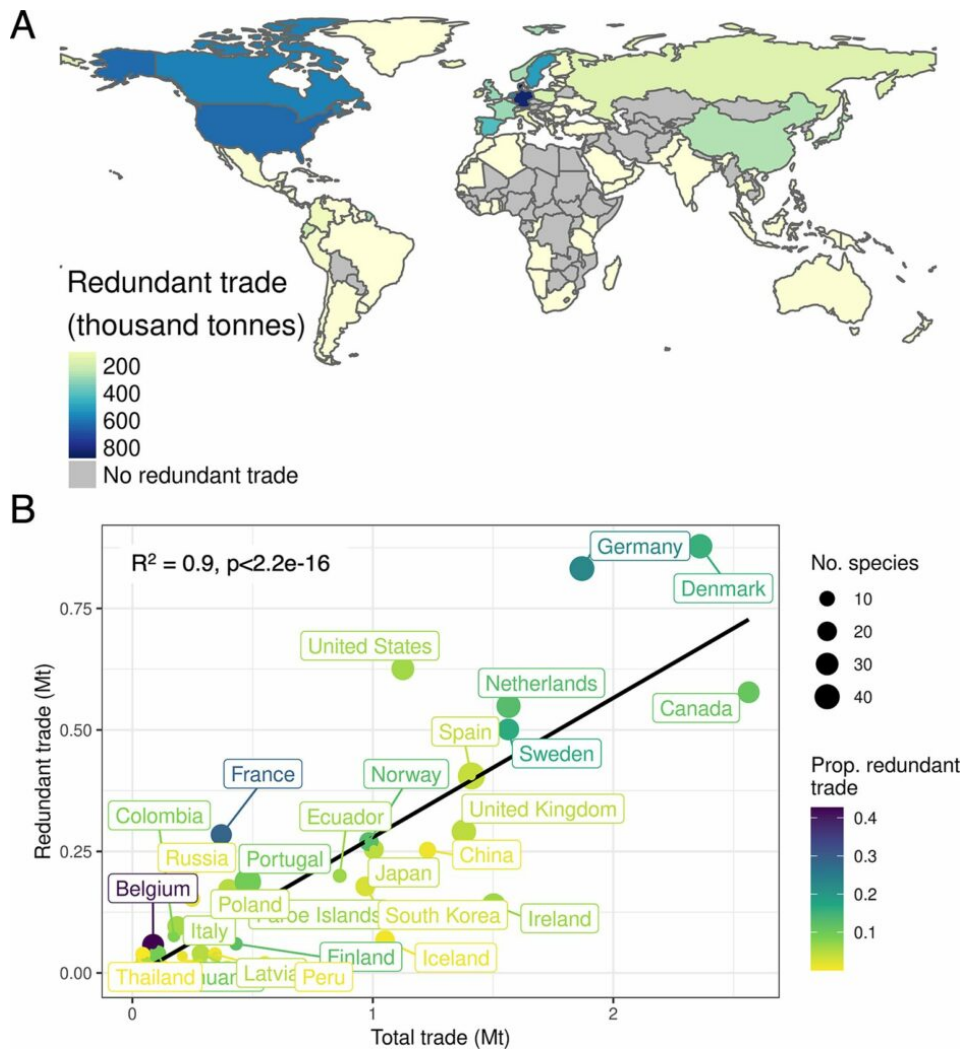 A
Redundant trade
(thousand tonnes)
200
400
600
800
No redundant trade
B
R² = 0.9, p<2.2e-16
Germany
Denmark
United States
Netherlands
Canada
Spain
Sweden
France
Norway
Colombia
Ecuador
United Kingdom
Russia
Portugal
China
Japan
Belgium
Poland
Faroe Islands
South Korea
Ireland
Italy
Finland
Iceland
Thailand
Latvia
Peru
0.75
0.50
0.25
0.00
0
1
2
Redundant trade (Mt)
Total trade (Mt)
No. species
10
20
30
40
Prop. redundant
trade
0.4
0.3
0.2
0.1